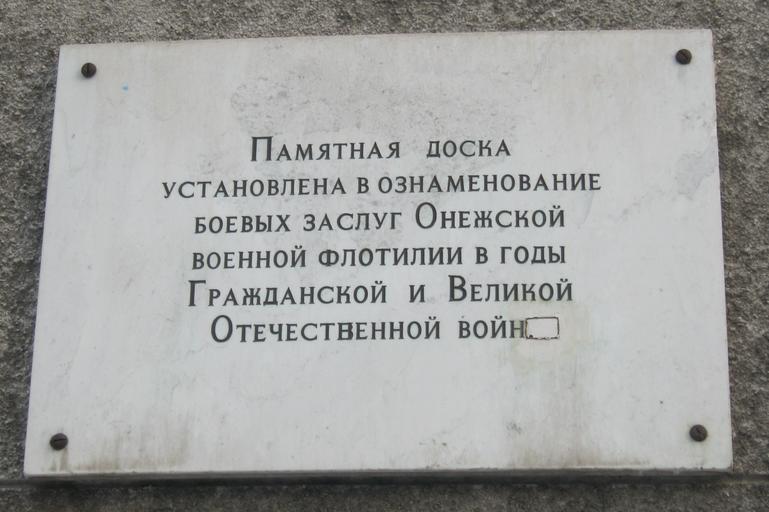 Памятная доска
установлена в ознаменование
боевых заслуг Онежской
военной флотилии в годы
Гражданской и Великой
Отечественной войн